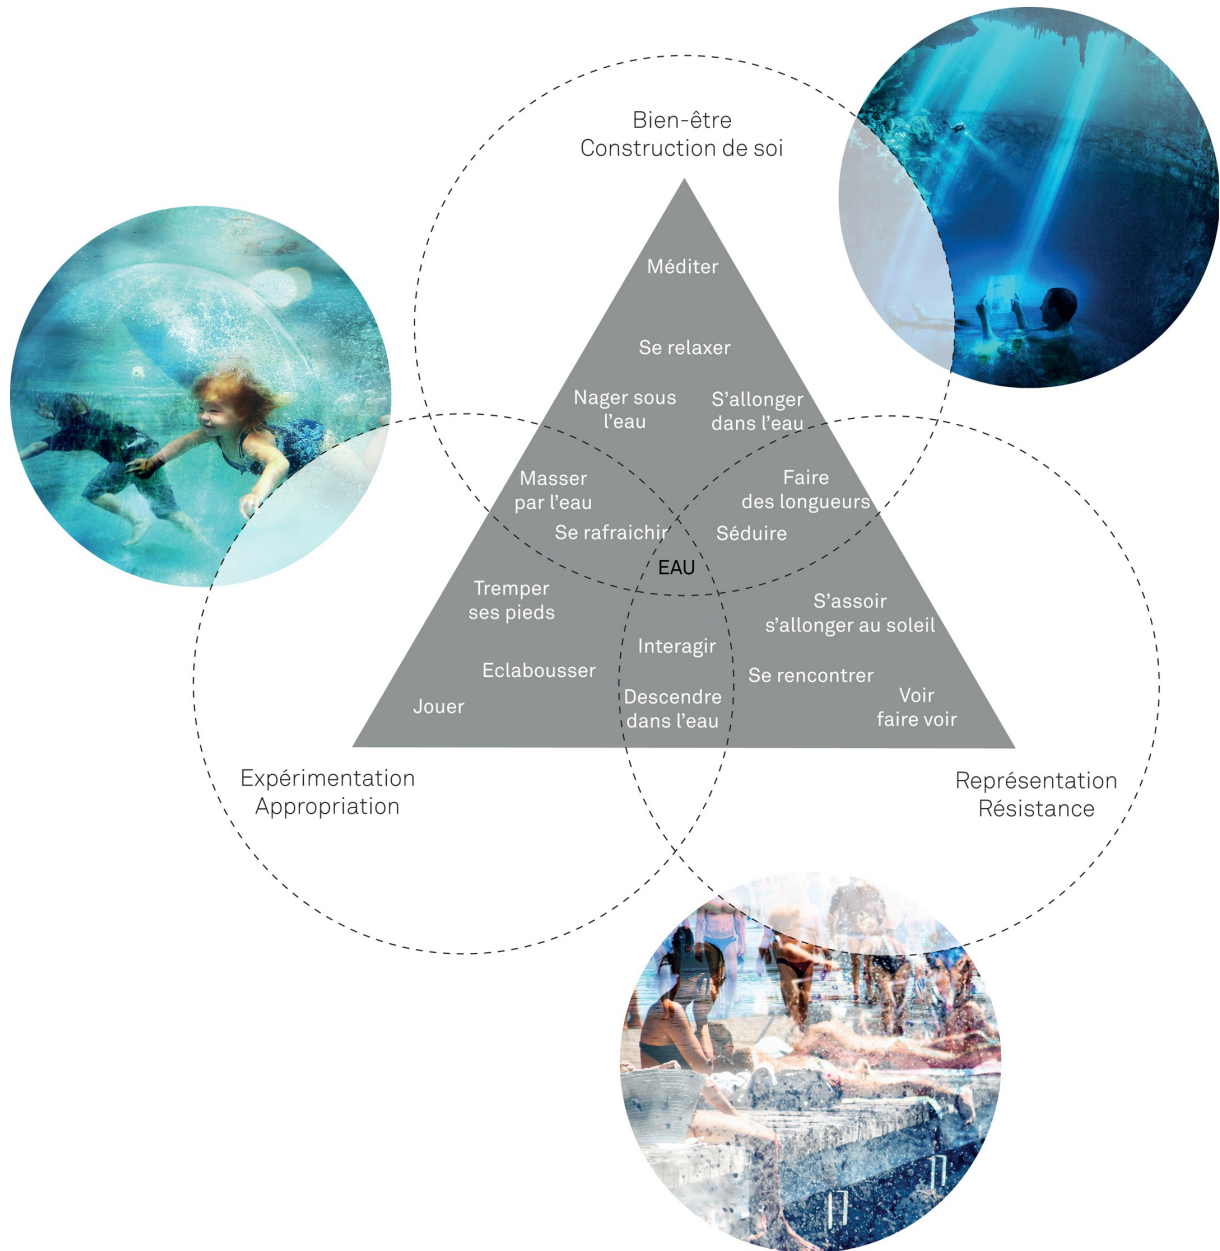 Bien-être
Construction de soi
Méditer
Se relaxer
Nager sous
l'eau
S'allonger
dans l'eau
Masser
par l'eau
Faire
des longueurs
Se rafraichir
Séduire
EAU
Tremper
ses pieds
S'assoir
s'allonger au soleil
Interagir
Eclabousser
Se rencontrer
Jouer
Descendre
dans l'eau
Voir
faire voir
Expérimentation
Appropriation
Représentation
Résistance